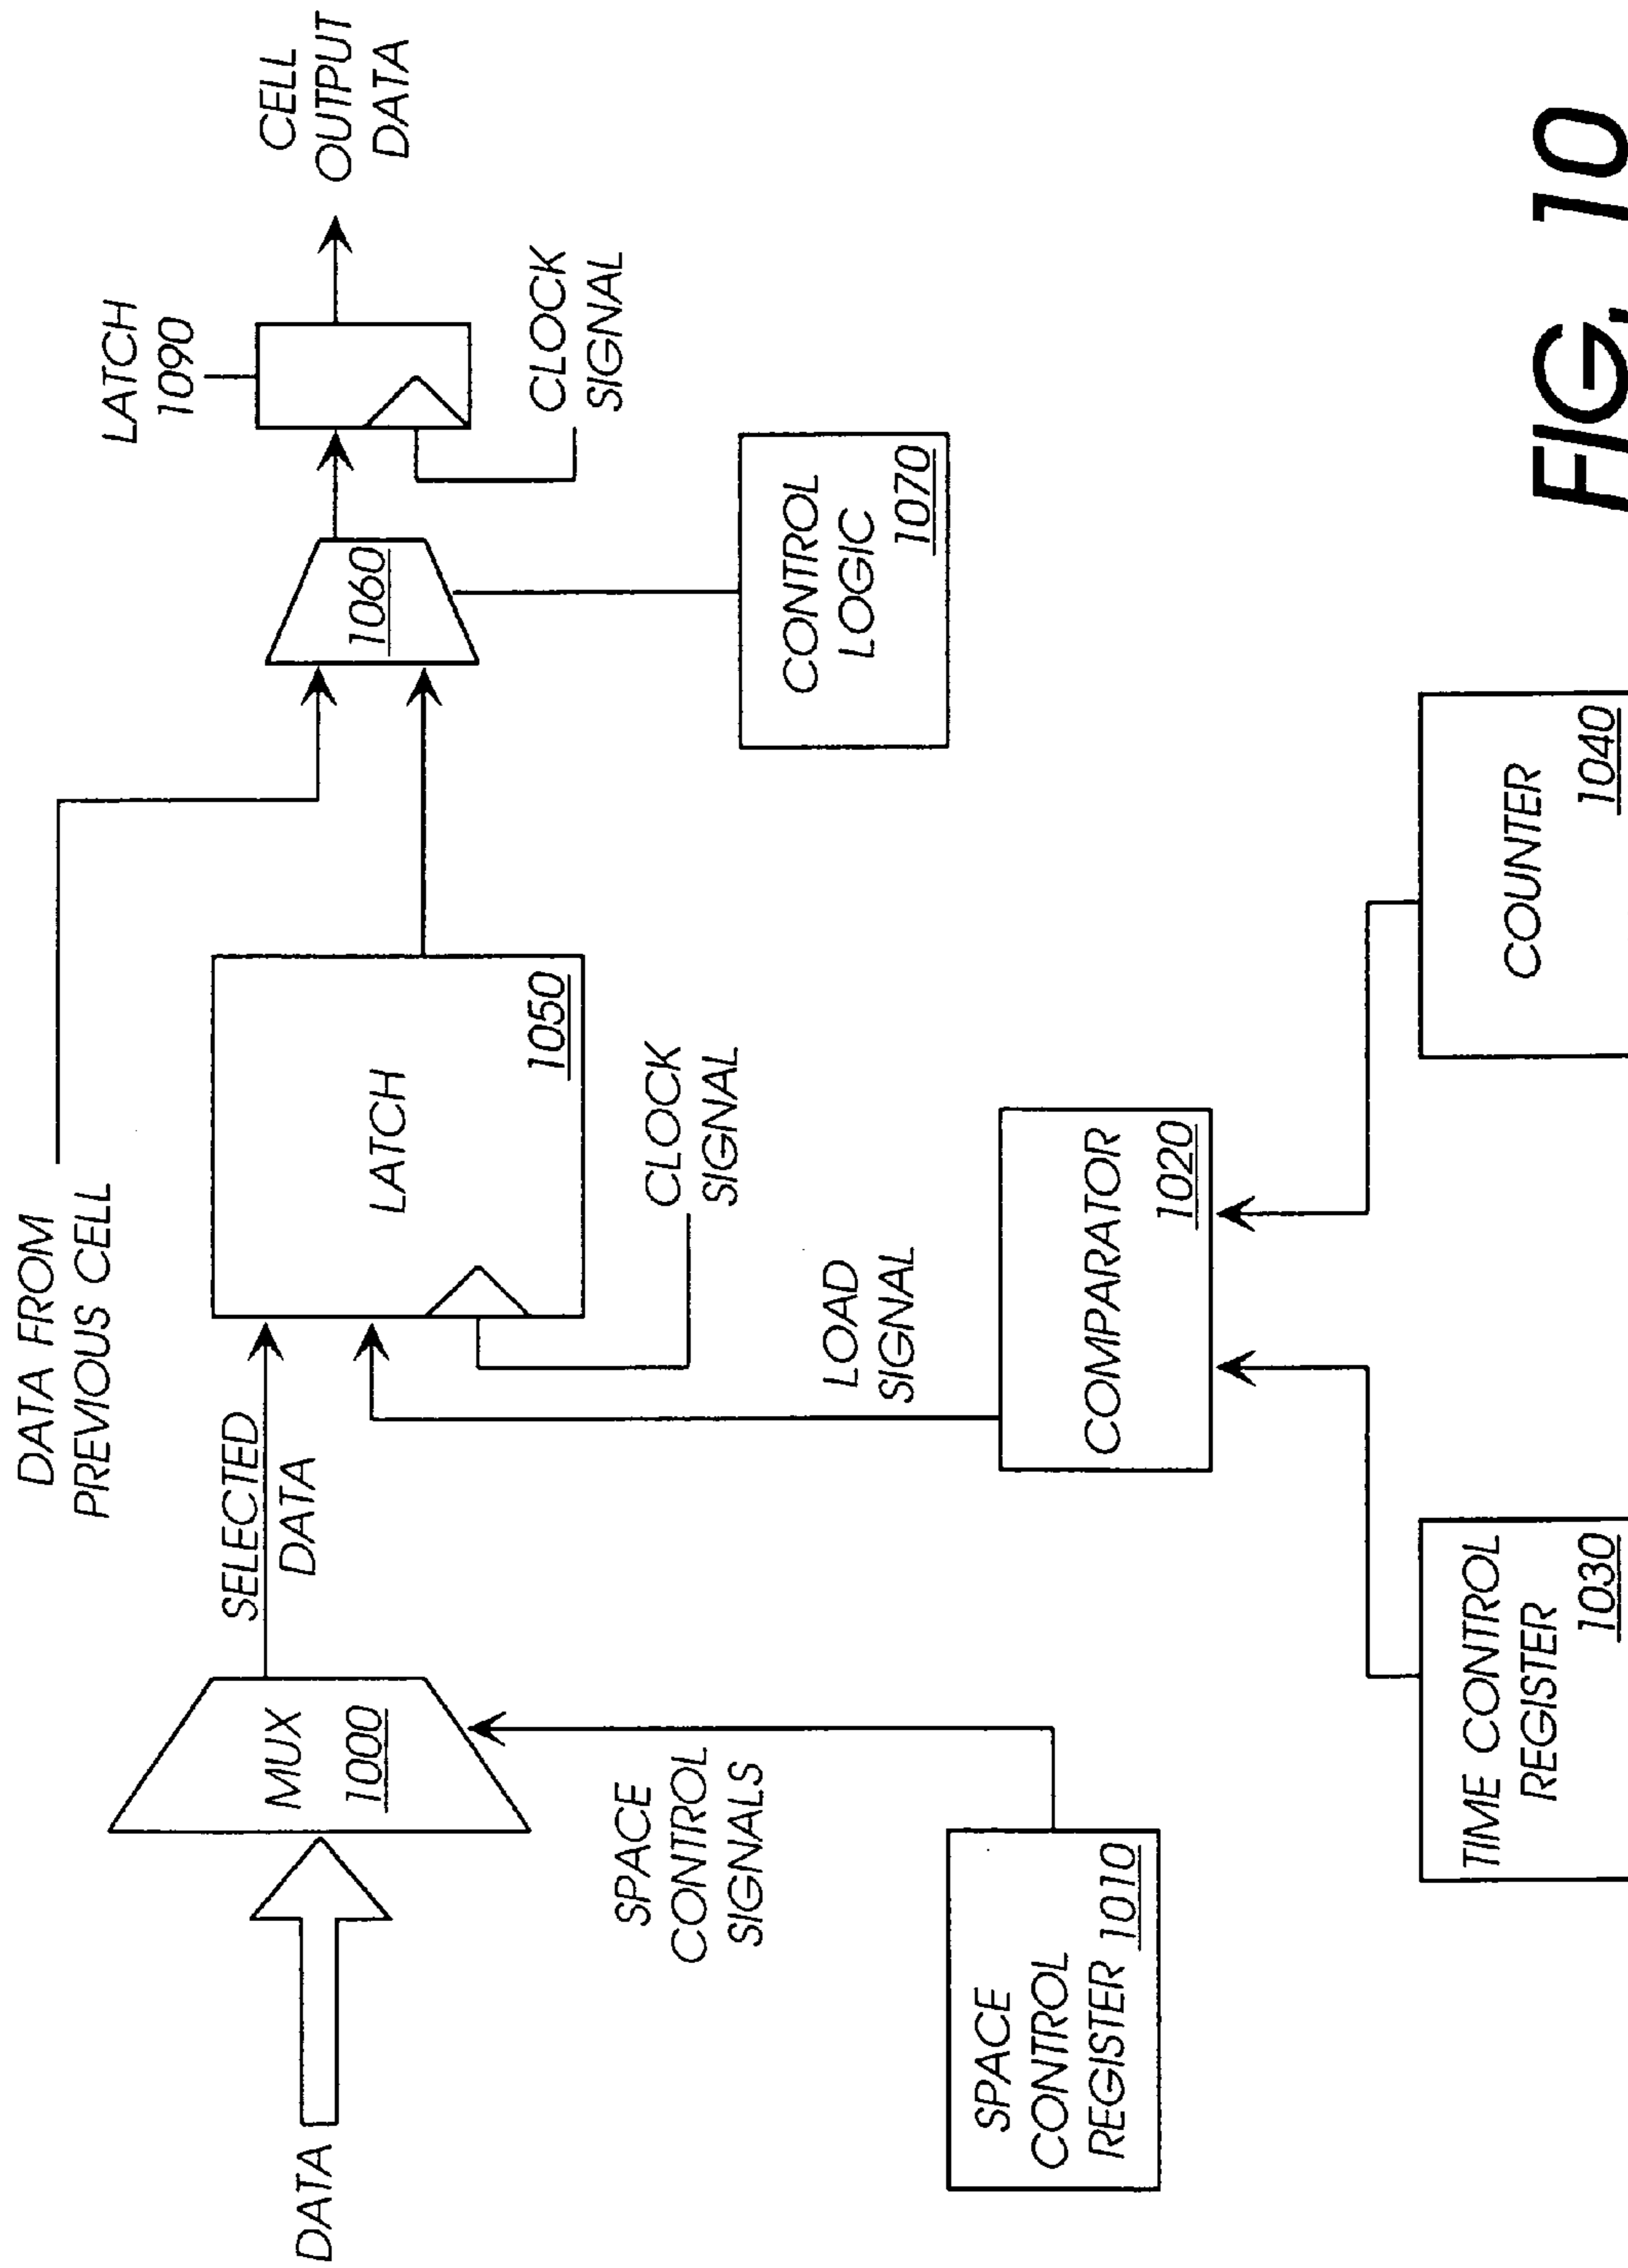 DATA FROM
PREVIOUS CELL
LATCH
1090
CELL
OUTPUT
DATA
DATA
MUX
1000
SELECTED
DATA
LATCH
1050
1060
CLOCK
SIGNAL
CLOCK
SIGNAL
SPACE
CONTROL
SIGNALS
LOAD
SIGNAL
CONTROL
LOGIC
1070
SPACE
CONTROL
REGISTER 1010
COMPARATOR
1020
TIME CONTROL
REGISTER
1030
COUNTER
1040
FIG. 10